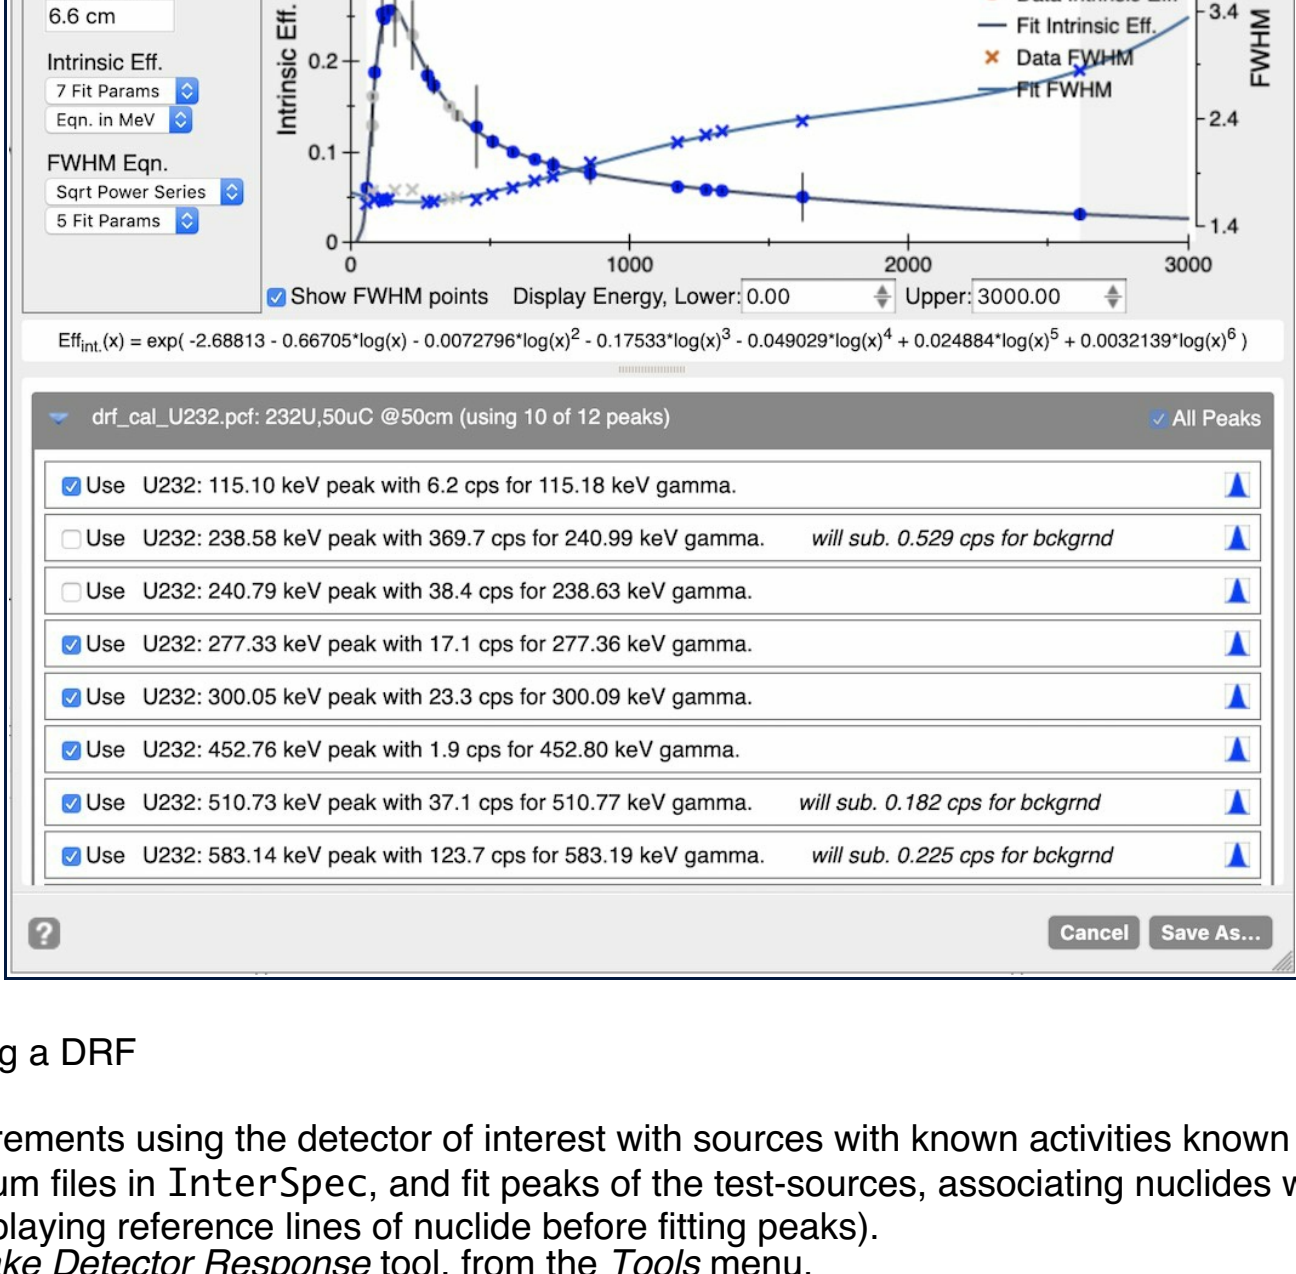 6.6 cm
Intrinsic Eff.
7 Fit Params
Eqn. in MeV
FWHM Eqn.
Sqrt Power Series
5 Fit Params
Intrinsic Eff.
0.2
0.1
0
0
1000
2000
3000
Data Intrinsic Eff.
Fit Intrinsic Eff.
Data FWHM
Fit FWHM
3.4
2.4
1.4
FWHM
Show FWHM points Display Energy, Lower: 0.00 Upper: 3000.00
Eff_int.(x) = exp( -2.68813 - 0.66705*log(x) - 0.0072796*log(x)² - 0.17533*log(x)³ - 0.049029*log(x)⁴ + 0.024884*log(x)⁵ + 0.0032139*log(x)⁶ )
drf_cal_U232.pcf: 232U,50uC @50cm (using 10 of 12 peaks) All Peaks
Use U232: 115.10 keV peak with 6.2 cps for 115.18 keV gamma.
Use U232: 238.58 keV peak with 369.7 cps for 240.99 keV gamma. will sub. 0.529 cps for bckgrnd
Use U232: 240.79 keV peak with 38.4 cps for 238.63 keV gamma.
Use U232: 277.33 keV peak with 17.1 cps for 277.36 keV gamma.
Use U232: 300.05 keV peak with 23.3 cps for 300.09 keV gamma.
Use U232: 452.76 keV peak with 1.9 cps for 452.80 keV gamma.
Use U232: 510.73 keV peak with 37.1 cps for 510.77 keV gamma. will sub. 0.182 cps for bckgrnd
Use U232: 583.14 keV peak with 123.7 cps for 583.19 keV gamma. will sub. 0.225 cps for bckgrnd
? Cancel Save As...
g a DRF
rements using the detector of interest with sources with known activities known
um files in InterSpec, and fit peaks of the test-sources, associating nuclides w
playing reference lines of nuclide before fitting peaks).
ake Detector Response tool, from the Tools menu.